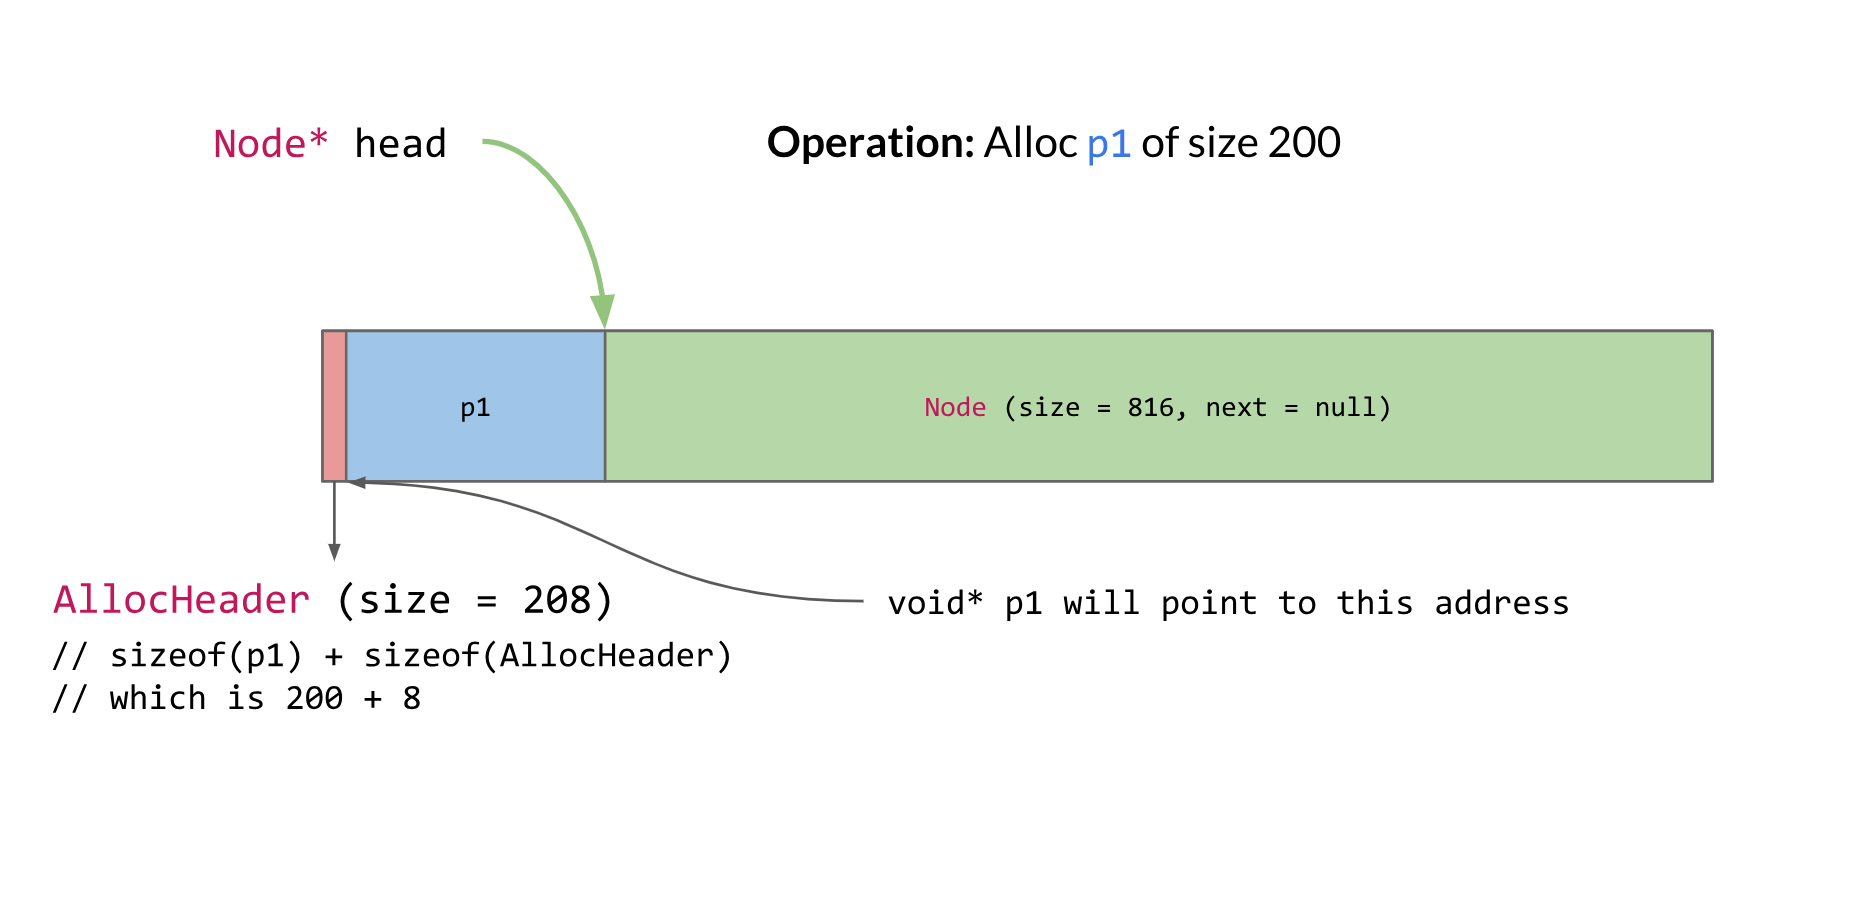 Node* head
Operation: Alloc p1 of size 200
p1
Node (size = 816, next = null)
AllocHeader (size = 208)
// sizeof(p1) + sizeof(AllocHeader)
// which is 200 + 8
void* p1 will point to this address